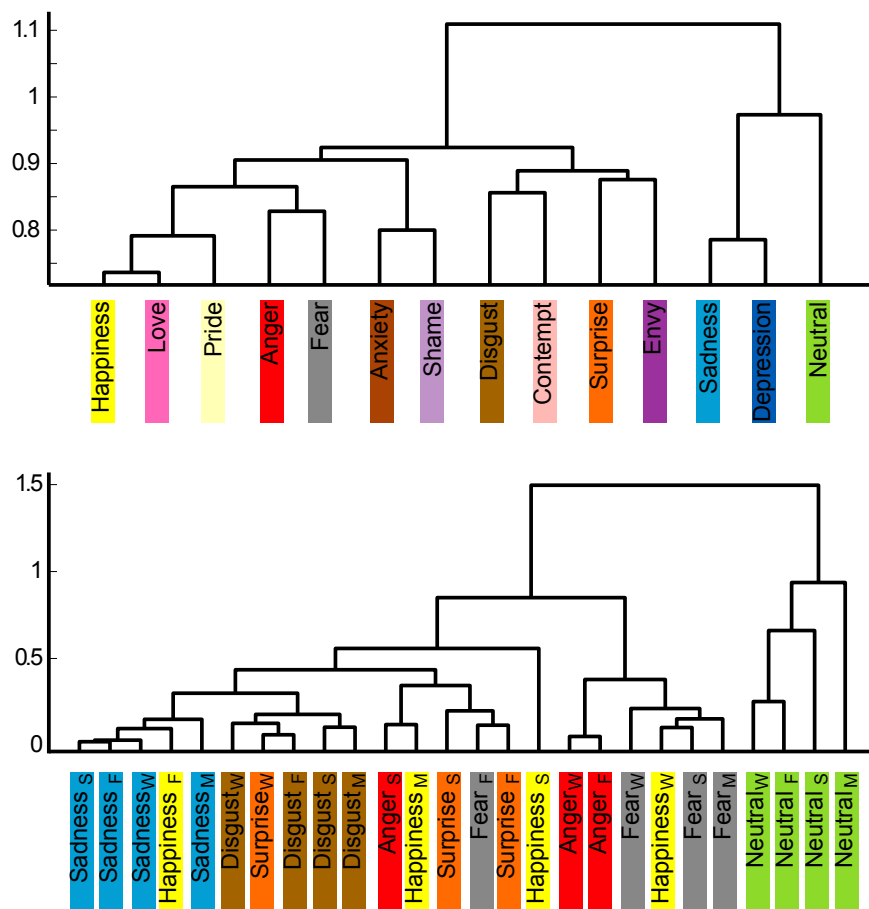 1.1
1
0.9
0.8
Happiness
Love
Pride
Anger
Fear
Anxiety
Shame
Disgust
Contempt
Surprise
Envy
Sadness
Depression
Neutral
1.5
1
0.5
0
Sadness S
Sadness F
Sadness W
Happiness F
Sadness M
Disgust W
Surprise W
Disgust F
Disgust S
Disgust M
Anger S
Happiness M
Surprise S
Fear F
Surprise F
Happiness S
Anger W
Anger F
Fear W
Happiness W
Fear S
Fear M
Neutral W
Neutral F
Neutral S
Neutral M